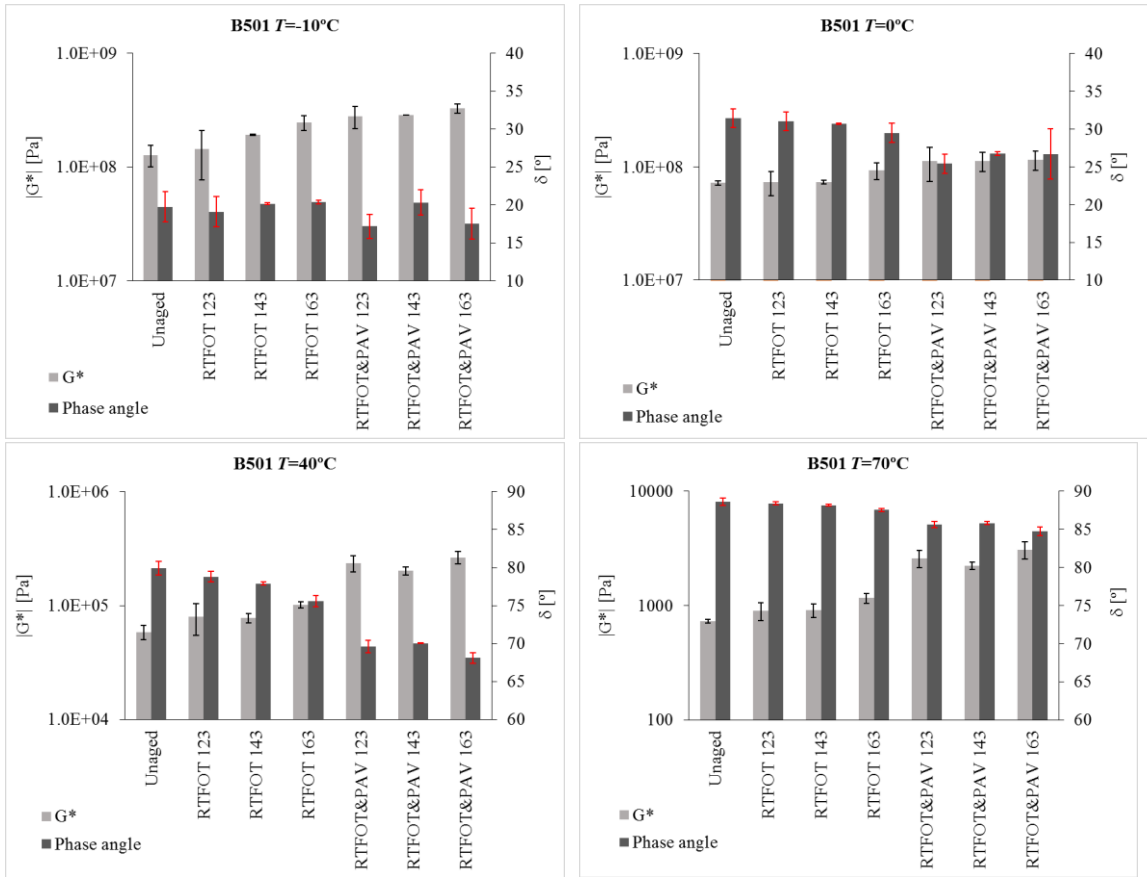 B501 T=-10ºC
1.0E+09
1.0E+08
1.0E+07
|G*| [Pa]
40
35
30
25
20
15
10
δ [º]
Unaged
RTFOT 123
RTFOT 143
RTFOT 163
RTFOT&PAV 123
RTFOT&PAV 143
RTFOT&PAV 163
G*
Phase angle
B501 T=0ºC
1.0E+09
1.0E+08
1.0E+07
|G*| [Pa]
40
35
30
25
20
15
10
δ [º]
Unaged
RTFOT 123
RTFOT 143
RTFOT 163
RTFOT&PAV 123
RTFOT&PAV 143
RTFOT&PAV 163
G*
Phase angle
B501 T=40ºC
1.0E+06
1.0E+05
1.0E+04
|G*| [Pa]
90
85
80
75
70
65
60
δ [º]
Unaged
RTFOT 123
RTFOT 143
RTFOT 163
RTFOT&PAV 123
RTFOT&PAV 143
RTFOT&PAV 163
G*
Phase angle
B501 T=70ºC
10000
1000
100
|G*| [Pa]
90
85
80
75
70
65
60
δ [º]
Unaged
RTFOT 123
RTFOT 143
RTFOT 163
RTFOT&PAV 123
RTFOT&PAV 143
RTFOT&PAV 163
G*
Phase angle